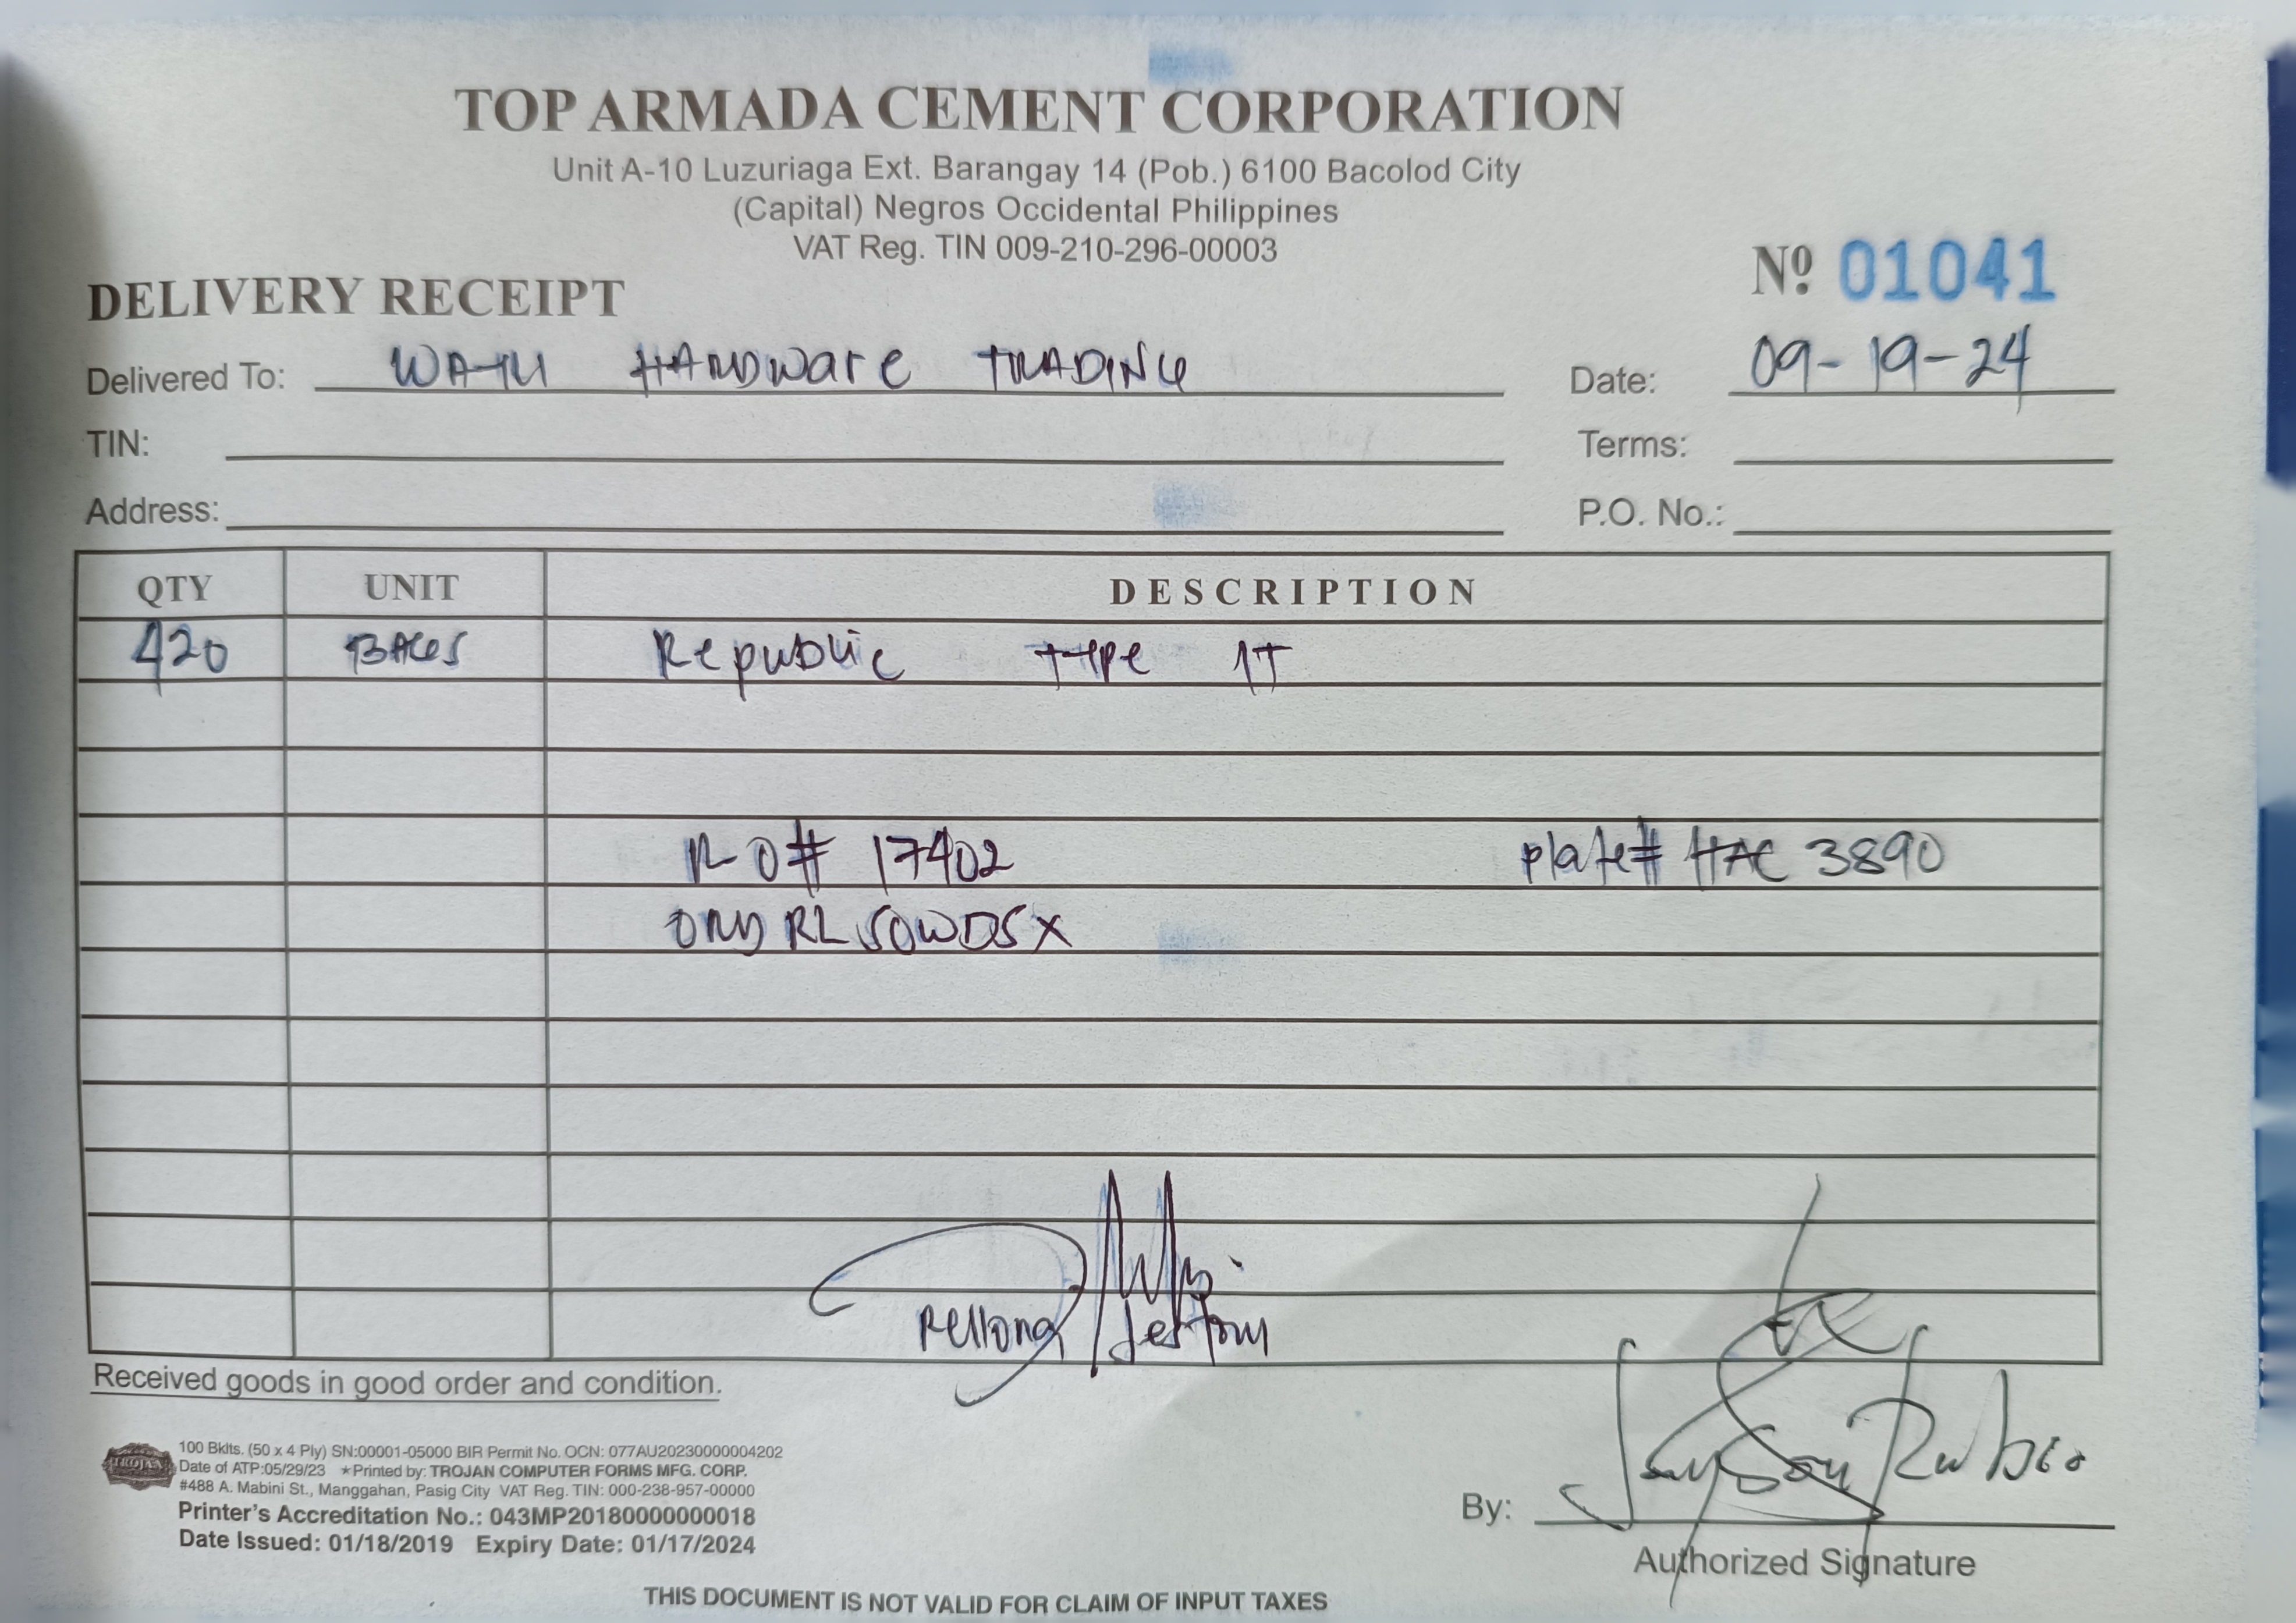 TOP ARMADA CEMENT CORPORATION
Unit A-10 Luzuriaga Ext. Barangay 14 (Pob.) 6100 Bacolod City
(Capital) Negros Occidental Philippines
VAT Reg. TIN 009-210-296-00003
Nº 01041
DELIVERY RECEIPT
Delivered To: HARDWARE TRADING Date: 09-19-24
TIN: Terms:
Address: P.O. No.:
QTY UNIT DESCRIPTION
420 BAGS Republic TYPE 1T
R-O# 17402 plate# HAC 3890
ORD RL SOWDSX
Received goods in good order and condition.
TROJAN
100 Bklts. (50 x 4 Ply) SN:00001-05000 BIR Permit No. OCN: 077AU20230000004202
Date of ATP:05/29/23 ★Printed by: TROJAN COMPUTER FORMS MFG. CORP.
#488 A. Mabini St., Manggahan, Pasig City VAT Reg. TIN: 000-238-957-00000
Printer's Accreditation No.: 043MP20180000000018
Date Issued: 01/18/2019 Expiry Date: 01/17/2024
By: Jayson Rubio
Authorized Signature
THIS DOCUMENT IS NOT VALID FOR CLAIM OF INPUT TAXES